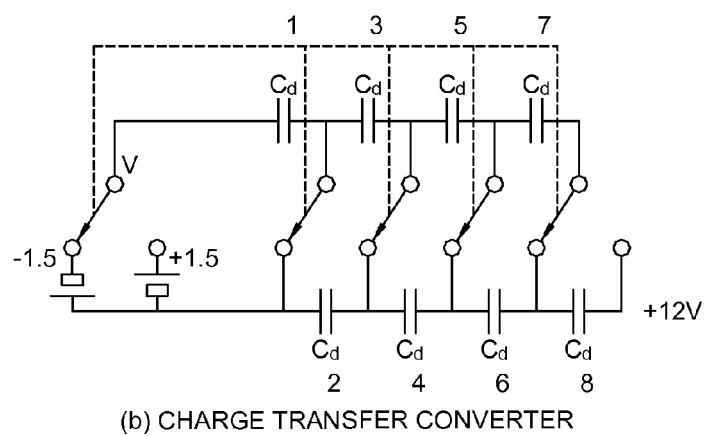 1 3 5 7
Cd Cd Cd Cd
V
-1.5 +1.5
+12V
Cd Cd Cd Cd
2 4 6 8
(b) CHARGE TRANSFER CONVERTER